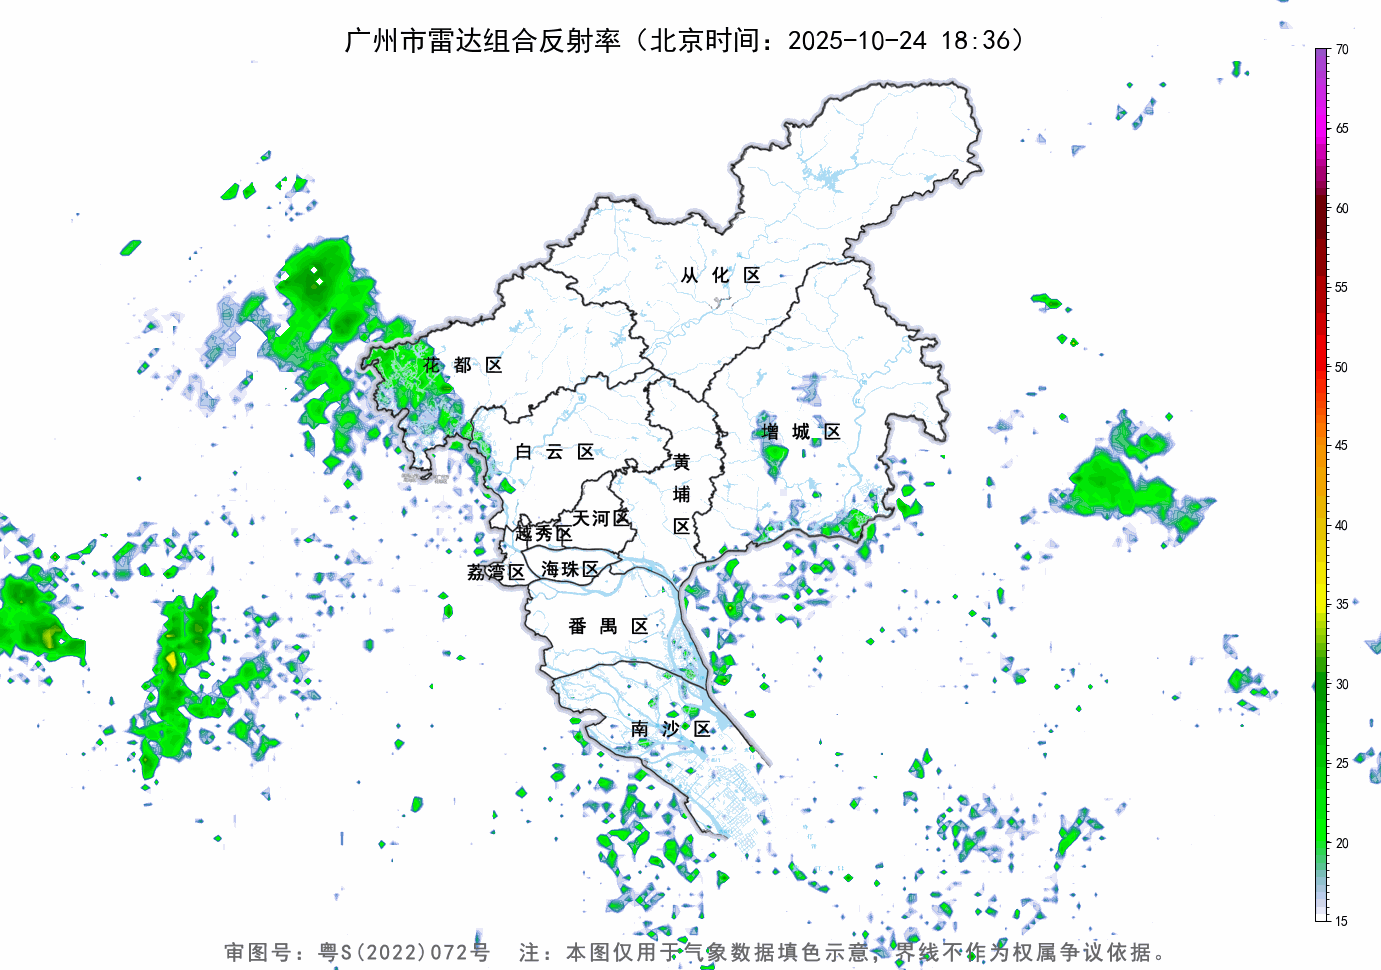 广州市雷达组合反射率（北京时间：2025-10-24 18:36）
70
65
60
55
50
45
40
35
30
25
20
15
从化区
花都区
增城区
白云区
黄埔区
天河区
越秀区
荔湾区
海珠区
番禺区
南沙区
审图号：粤S(2022)072号 注：本图仅用于气象数据填色示意，界线不作为权属争议依据。